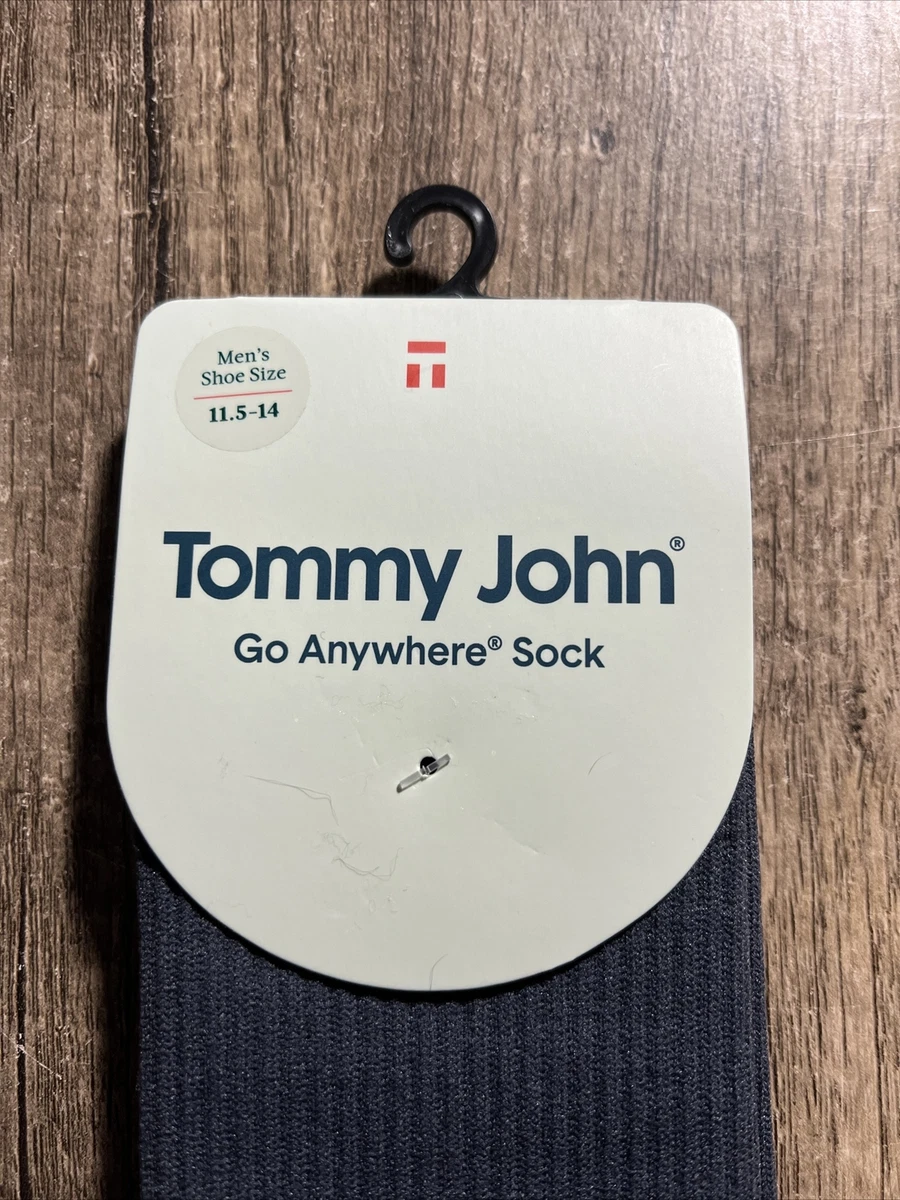 Men's
Shoe Size
11.5-14
Tommy John®
Go Anywhere® Sock